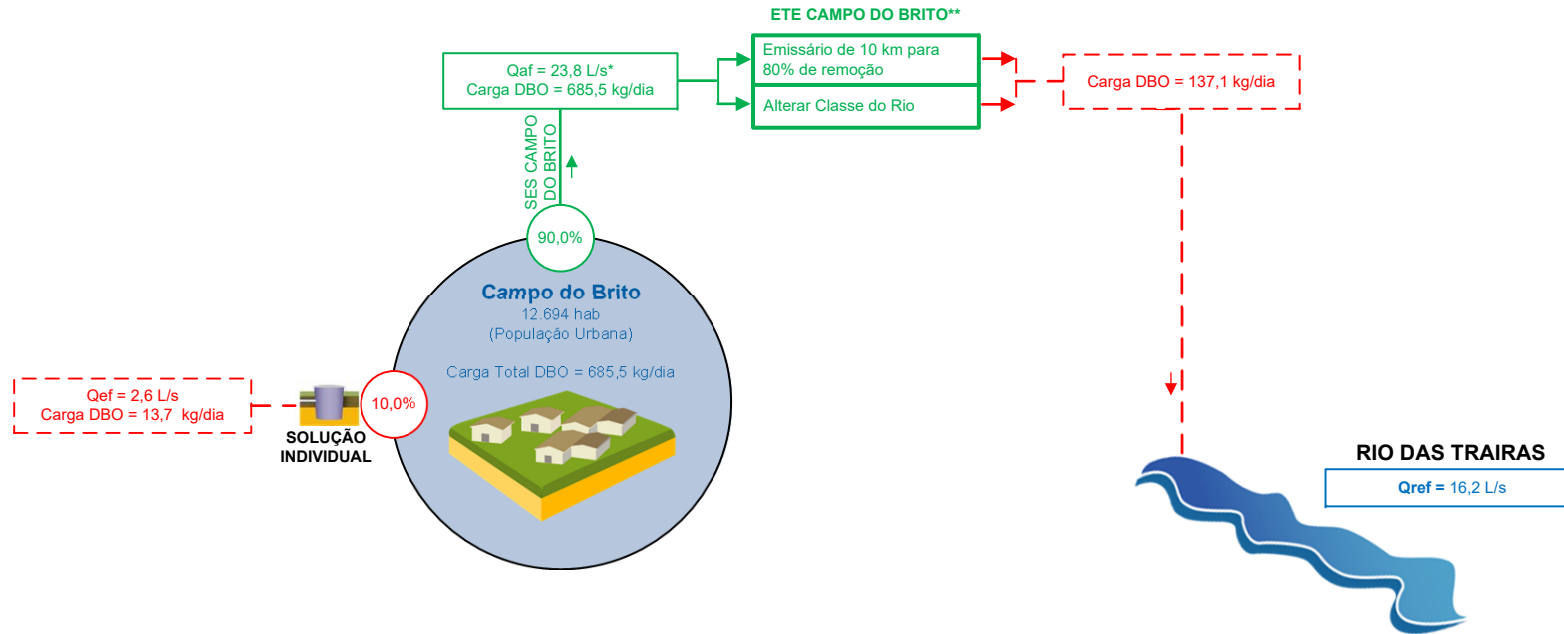 ETE CAMPO DO BRITO**
Qaf = 23,8 L/s*
Carga DBO = 685,5 kg/dia
Emissário de 10 km para
80% de remoção
Alterar Classe do Rio
Carga DBO = 137,1 kg/dia
SES CAMPO
DO BRITO
90,0%
Campo do Brito
12.694 hab
(População Urbana)
Carga Total DBO = 685,5 kg/dia
Qef = 2,6 L/s
Carga DBO = 13,7 kg/dia
10,0%
SOLUÇÃO
INDIVIDUAL
RIO DAS TRAIRAS
Qref = 16,2 L/s